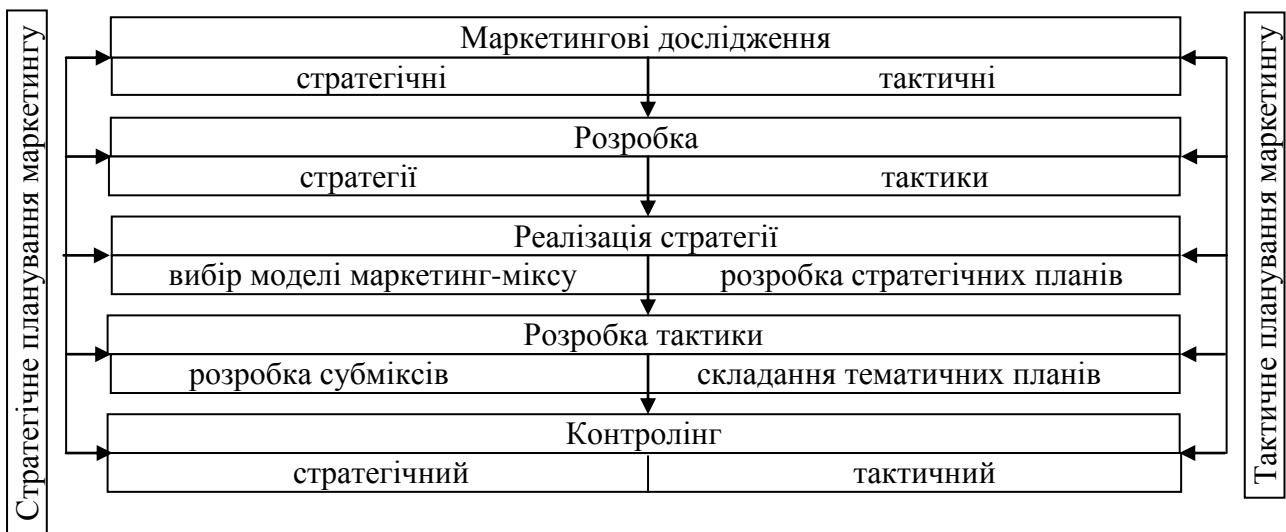 Стратегічне планування маркетингу
Маркетингові дослідження
стратегічні
тактичні
Розробка
стратегії
тактики
Реалізація стратегії
вибір моделі маркетинг-міксу
розробка стратегічних планів
Розробка тактики
розробка субміксів
складання тематичних планів
Контролінг
стратегічний
тактичний
Тактичне планування маркетингу